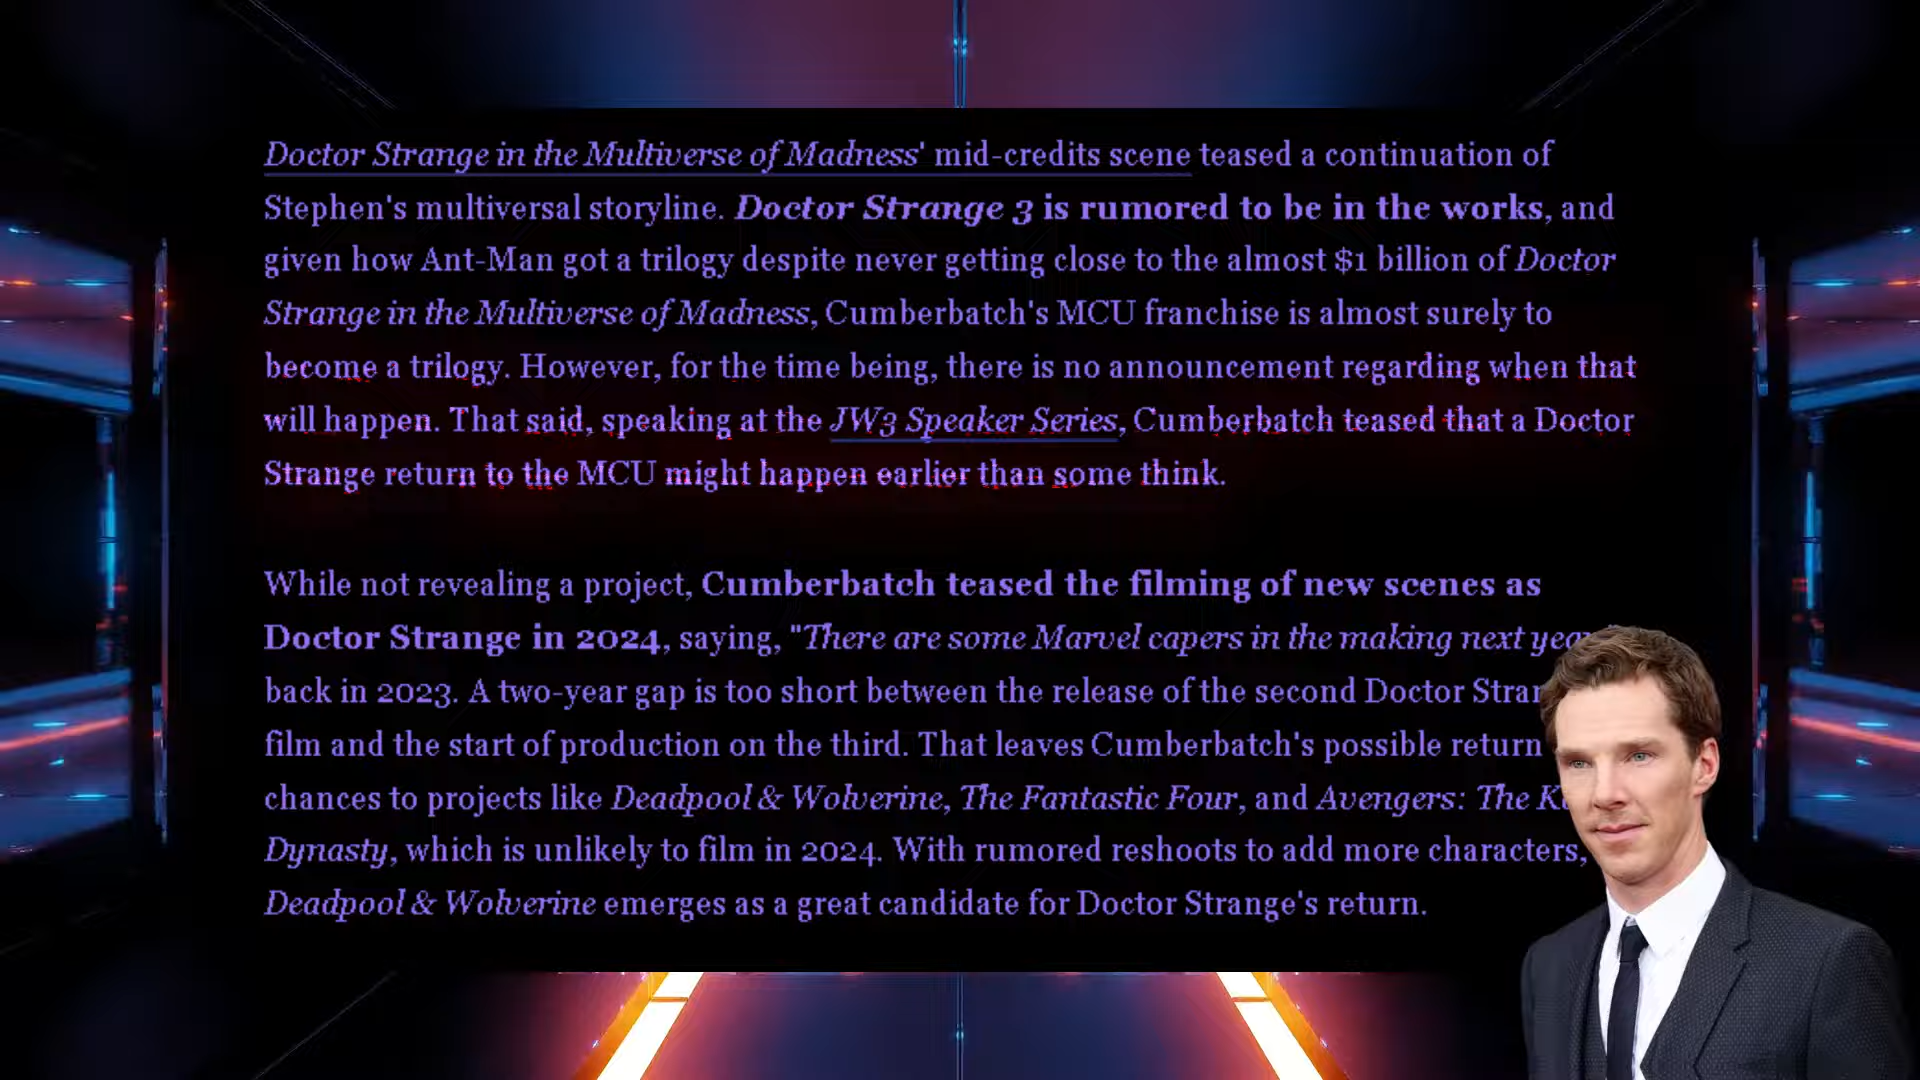 Doctor Strange in the Multiverse of Madness' mid-credits scene teased a continuation of
Stephen's multiversal storyline. Doctor Strange 3 is rumored to be in the works, and
given how Ant-Man got a trilogy despite never getting close to the almost $1 billion of Doctor
Strange in the Multiverse of Madness, Cumberbatch's MCU franchise is almost surely to
become a trilogy. However, for the time being, there is no announcement regarding when that
will happen. That said, speaking at the JW3 Speaker Series, Cumberbatch teased that a Doctor
Strange return to the MCU might happen earlier than some think.
While not revealing a project, Cumberbatch teased the filming of new scenes as
Doctor Strange in 2024, saying, "There are some Marvel capers in the making next year,"
back in 2023. A two-year gap is too short between the release of the second Doctor Stran
film and the start of production on the third. That leaves Cumberbatch's possible return
chances to projects like Deadpool & Wolverine, The Fantastic Four, and Avengers: The K
Dynasty, which is unlikely to film in 2024. With rumored reshoots to add more characters,
Deadpool & Wolverine emerges as a great candidate for Doctor Strange's return.